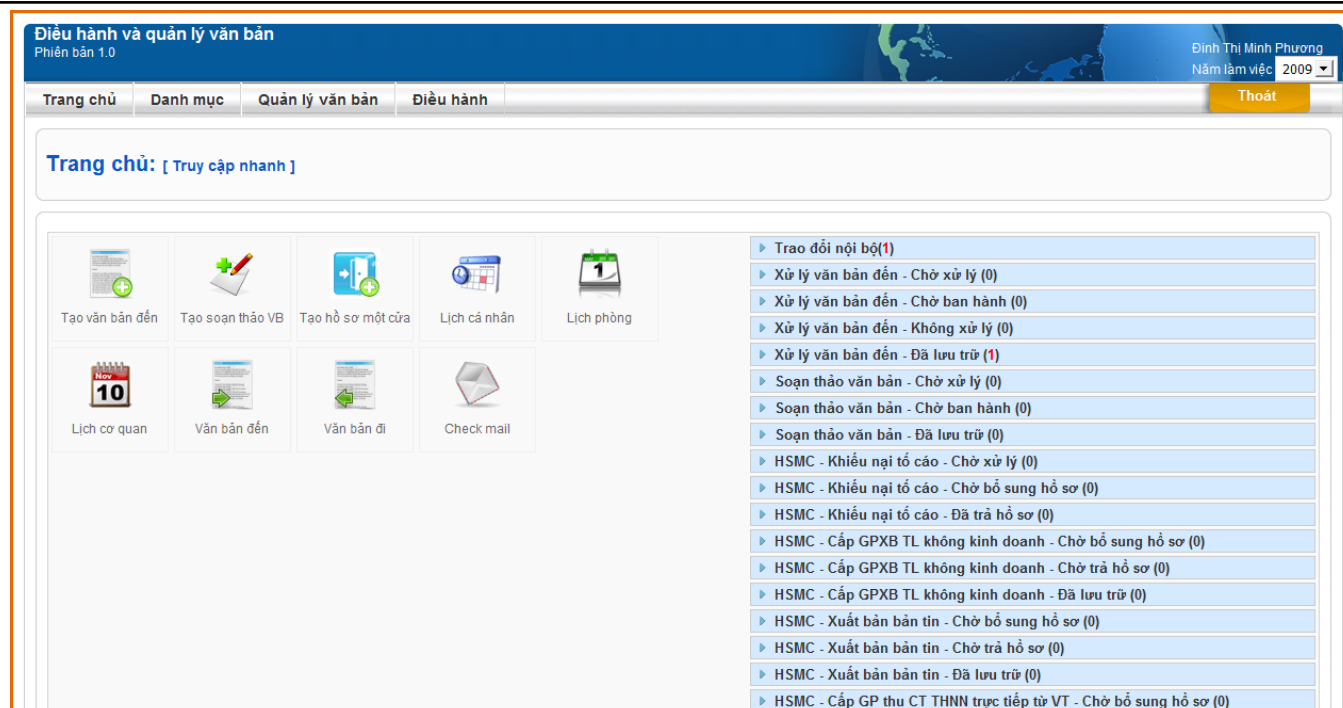 Điều hành và quản lý văn bản
Phiên bản 1.0
Đinh Thị Minh Phương
Năm làm việc 2009
Trang chủ Danh mục Quản lý văn bản Điều hành Thoát
Trang chủ: [ Truy cập nhanh ]
Tạo văn bản đến Tạo soạn thảo VB Tạo hồ sơ một cửa Lịch cá nhân Lịch phòng
1
Nov
10
Lịch cơ quan Văn bản đến Văn bản đi Check mail
Trao đổi nội bộ(1)
Xử lý văn bản đến - Chờ xử lý (0)
Xử lý văn bản đến - Chờ ban hành (0)
Xử lý văn bản đến - Không xử lý (0)
Xử lý văn bản đến - Đã lưu trữ (1)
Soạn thảo văn bản - Chờ xử lý (0)
Soạn thảo văn bản - Chờ ban hành (0)
Soạn thảo văn bản - Đã lưu trữ (0)
HSMC - Khiếu nại tố cáo - Chờ xử lý (0)
HSMC - Khiếu nại tố cáo - Chờ bổ sung hồ sơ (0)
HSMC - Khiếu nại tố cáo - Đã trả hồ sơ (0)
HSMC - Cấp GPXB TL không kinh doanh - Chờ bổ sung hồ sơ (0)
HSMC - Cấp GPXB TL không kinh doanh - Chờ trả hồ sơ (0)
HSMC - Cấp GPXB TL không kinh doanh - Đã lưu trữ (0)
HSMC - Xuất bản bản tin - Chờ bổ sung hồ sơ (0)
HSMC - Xuất bản bản tin - Chờ trả hồ sơ (0)
HSMC - Xuất bản bản tin - Đã lưu trữ (0)
HSMC - Cấp GP thu CT THNN trực tiếp từ VT - Chờ bổ sung hồ sơ (0)